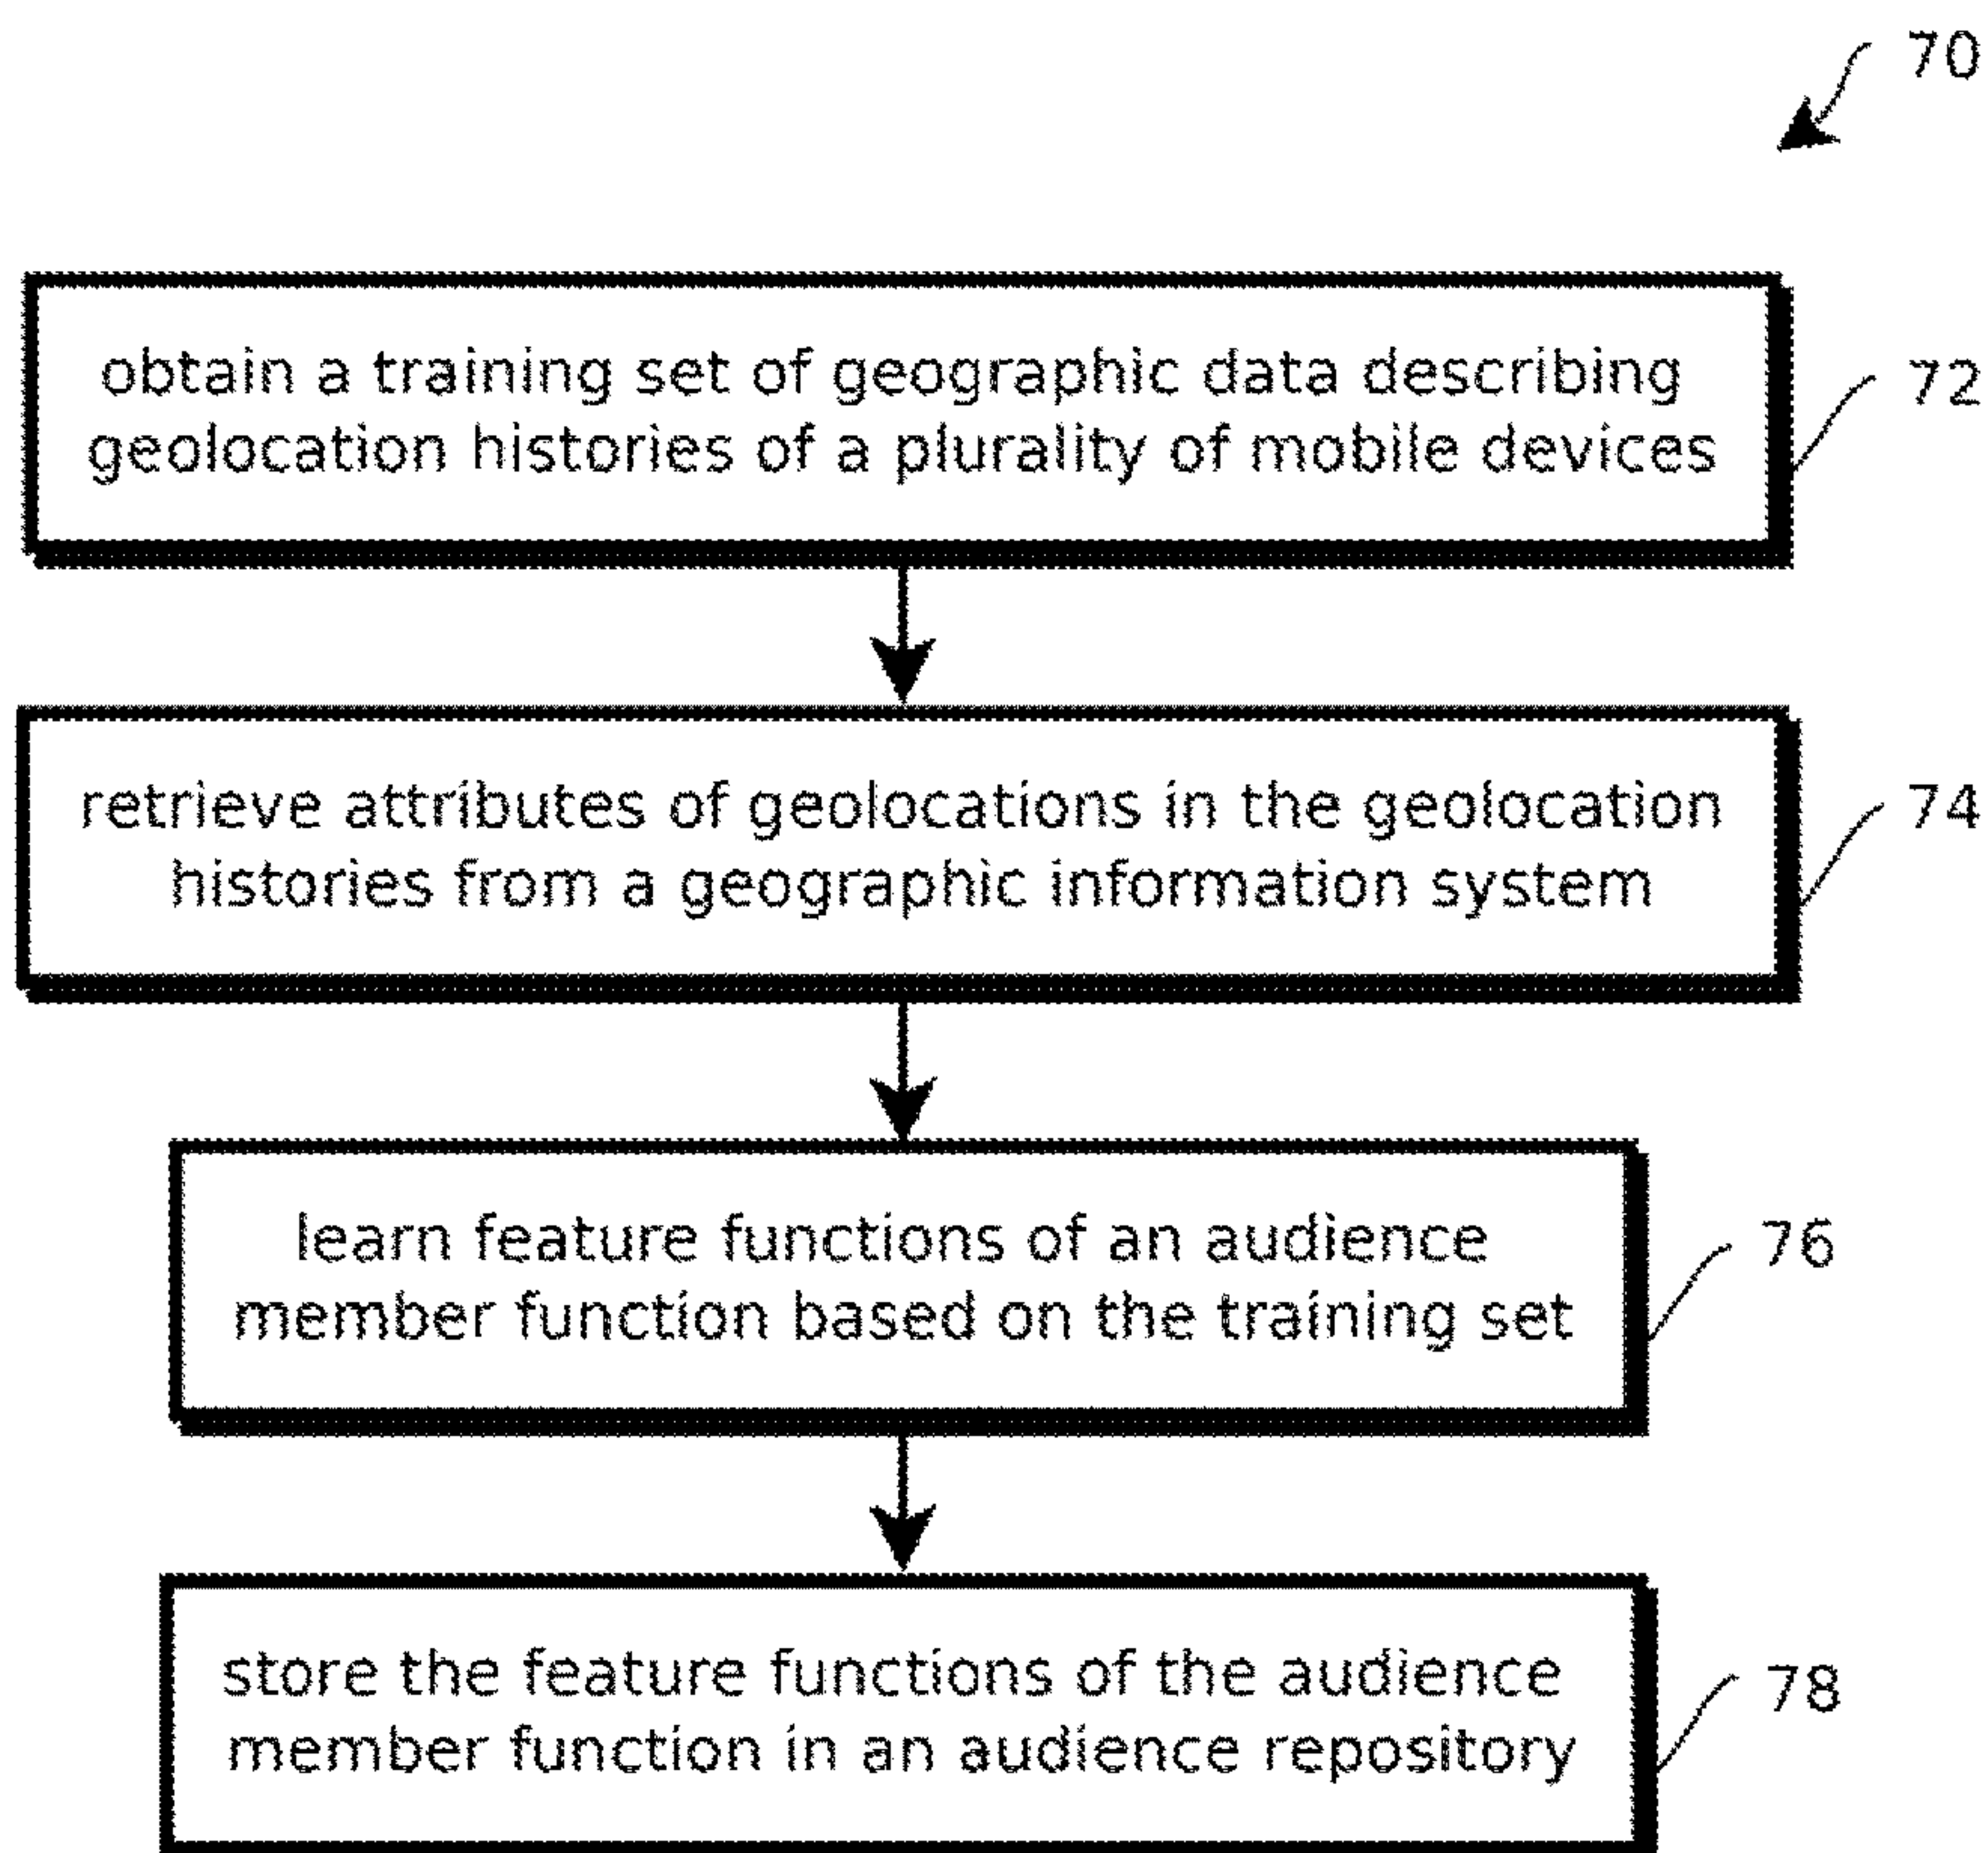 70
obtain a training set of geographic data describing
geolocation histories of a plurality of mobile devices
72
retrieve attributes of geolocations in the geolocation
histories from a geographic information system
74
learn feature functions of an audience
member function based on the training set
76
store the feature functions of the audience
member function in an audience repository
78